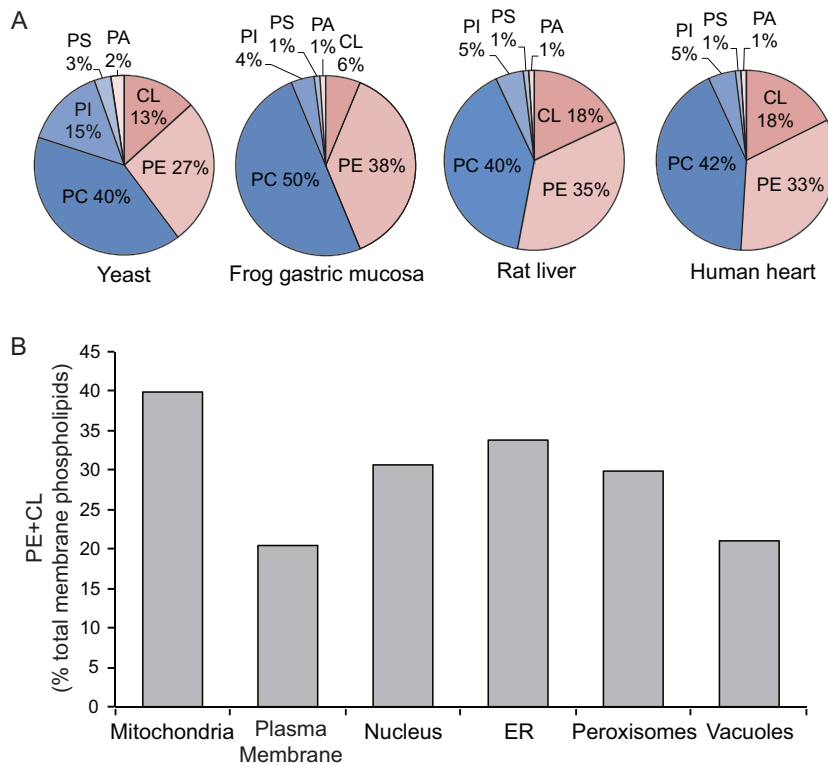 A
PS
3%
PA
2%
PI
15%
CL
13%
PE 27%
PC 40%
Yeast
PI
4%
PS
1%
PA
1%
CL
6%
PC 50%
PE 38%
Frog gastric mucosa
PI
5%
PS
1%
PA
1%
CL 18%
PC 40%
PE 35%
Rat liver
PI
5%
PS
1%
PA
1%
CL
18%
PC 42%
PE 33%
Human heart
B
PE+CL
(% total membrane phospholipids)
45
40
35
30
25
20
15
10
5
0
Mitochondria
Plasma
Membrane
Nucleus
ER
Peroxisomes
Vacuoles